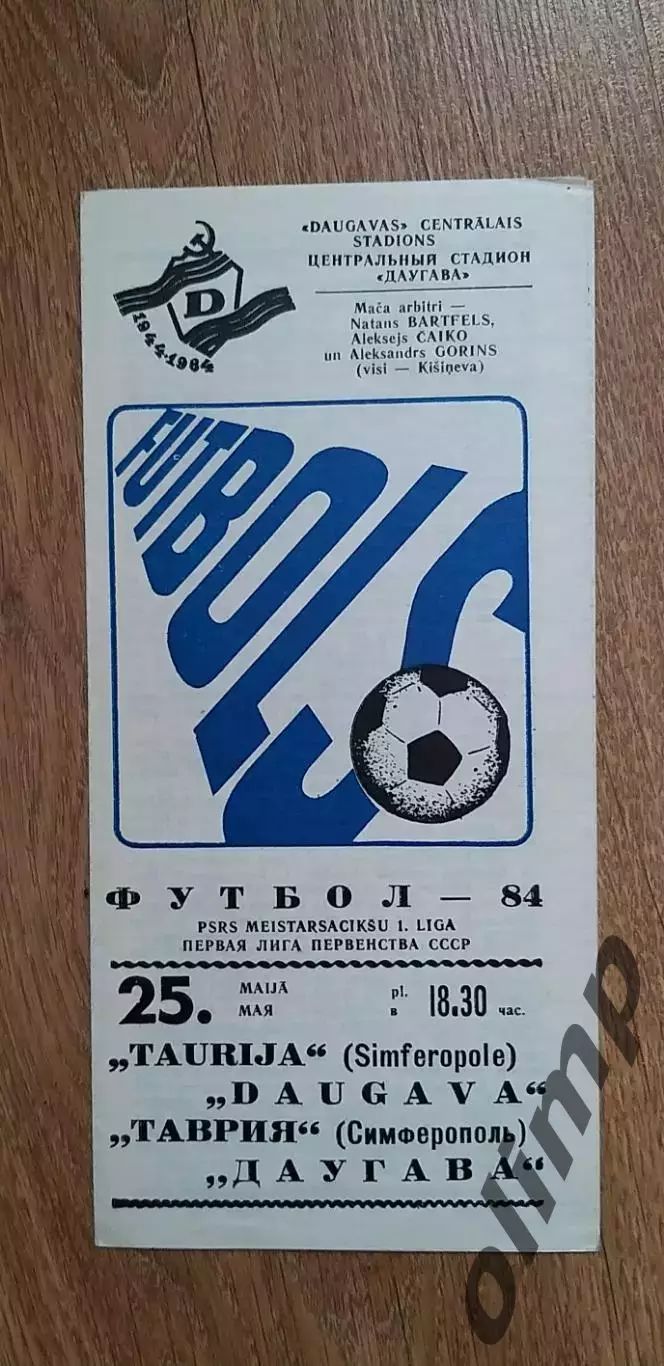 «DAUGAVAS» CENTRĀLAIS
STADIONS
ЦЕНТРАЛЬНЫЙ СТАДИОН
«ДАУГАВА»
D
1944-1984
Mača arbitri —
Natans BARTFELS,
Aleksejs ČAIKO
un Aleksandrs GORINS
(visi — Kišiņeva)
FUTBOLS
ФУТБОЛ — 84
PSRS MEISTARSACIKŠU 1. LIGA
ПЕРВАЯ ЛИГА ПЕРВЕНСТВА СССР
25. MAIJĀ pl. 18.30
МАЯ в час.
„TAURIJA“ (Simferopole)
„DAUGAVA“
„ТАВРИЯ“ (Симферополь)
„ДАУГАВА“
olimp